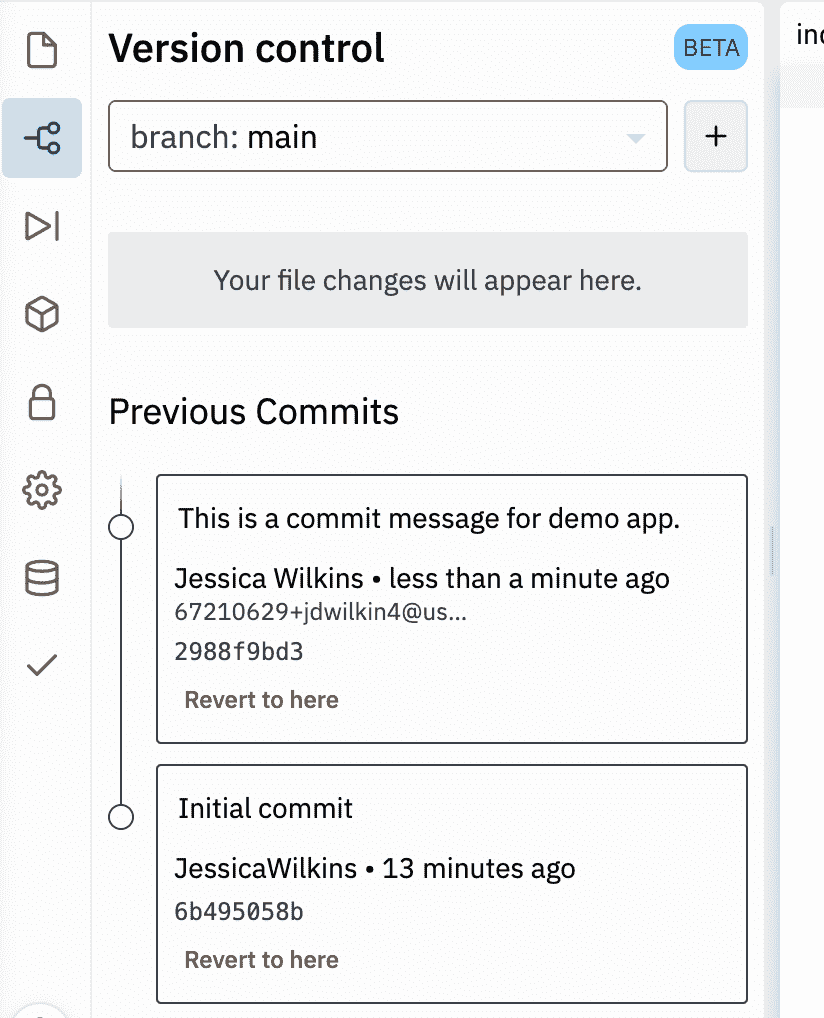 Version control
BETA
inc
branch: main
+
Your file changes will appear here.
Previous Commits
This is a commit message for demo app.
Jessica Wilkins • less than a minute ago
67210629+jdwilkin4@us...
2988f9bd3
Revert to here
Initial commit
JessicaWilkins • 13 minutes ago
6b495058b
Revert to here